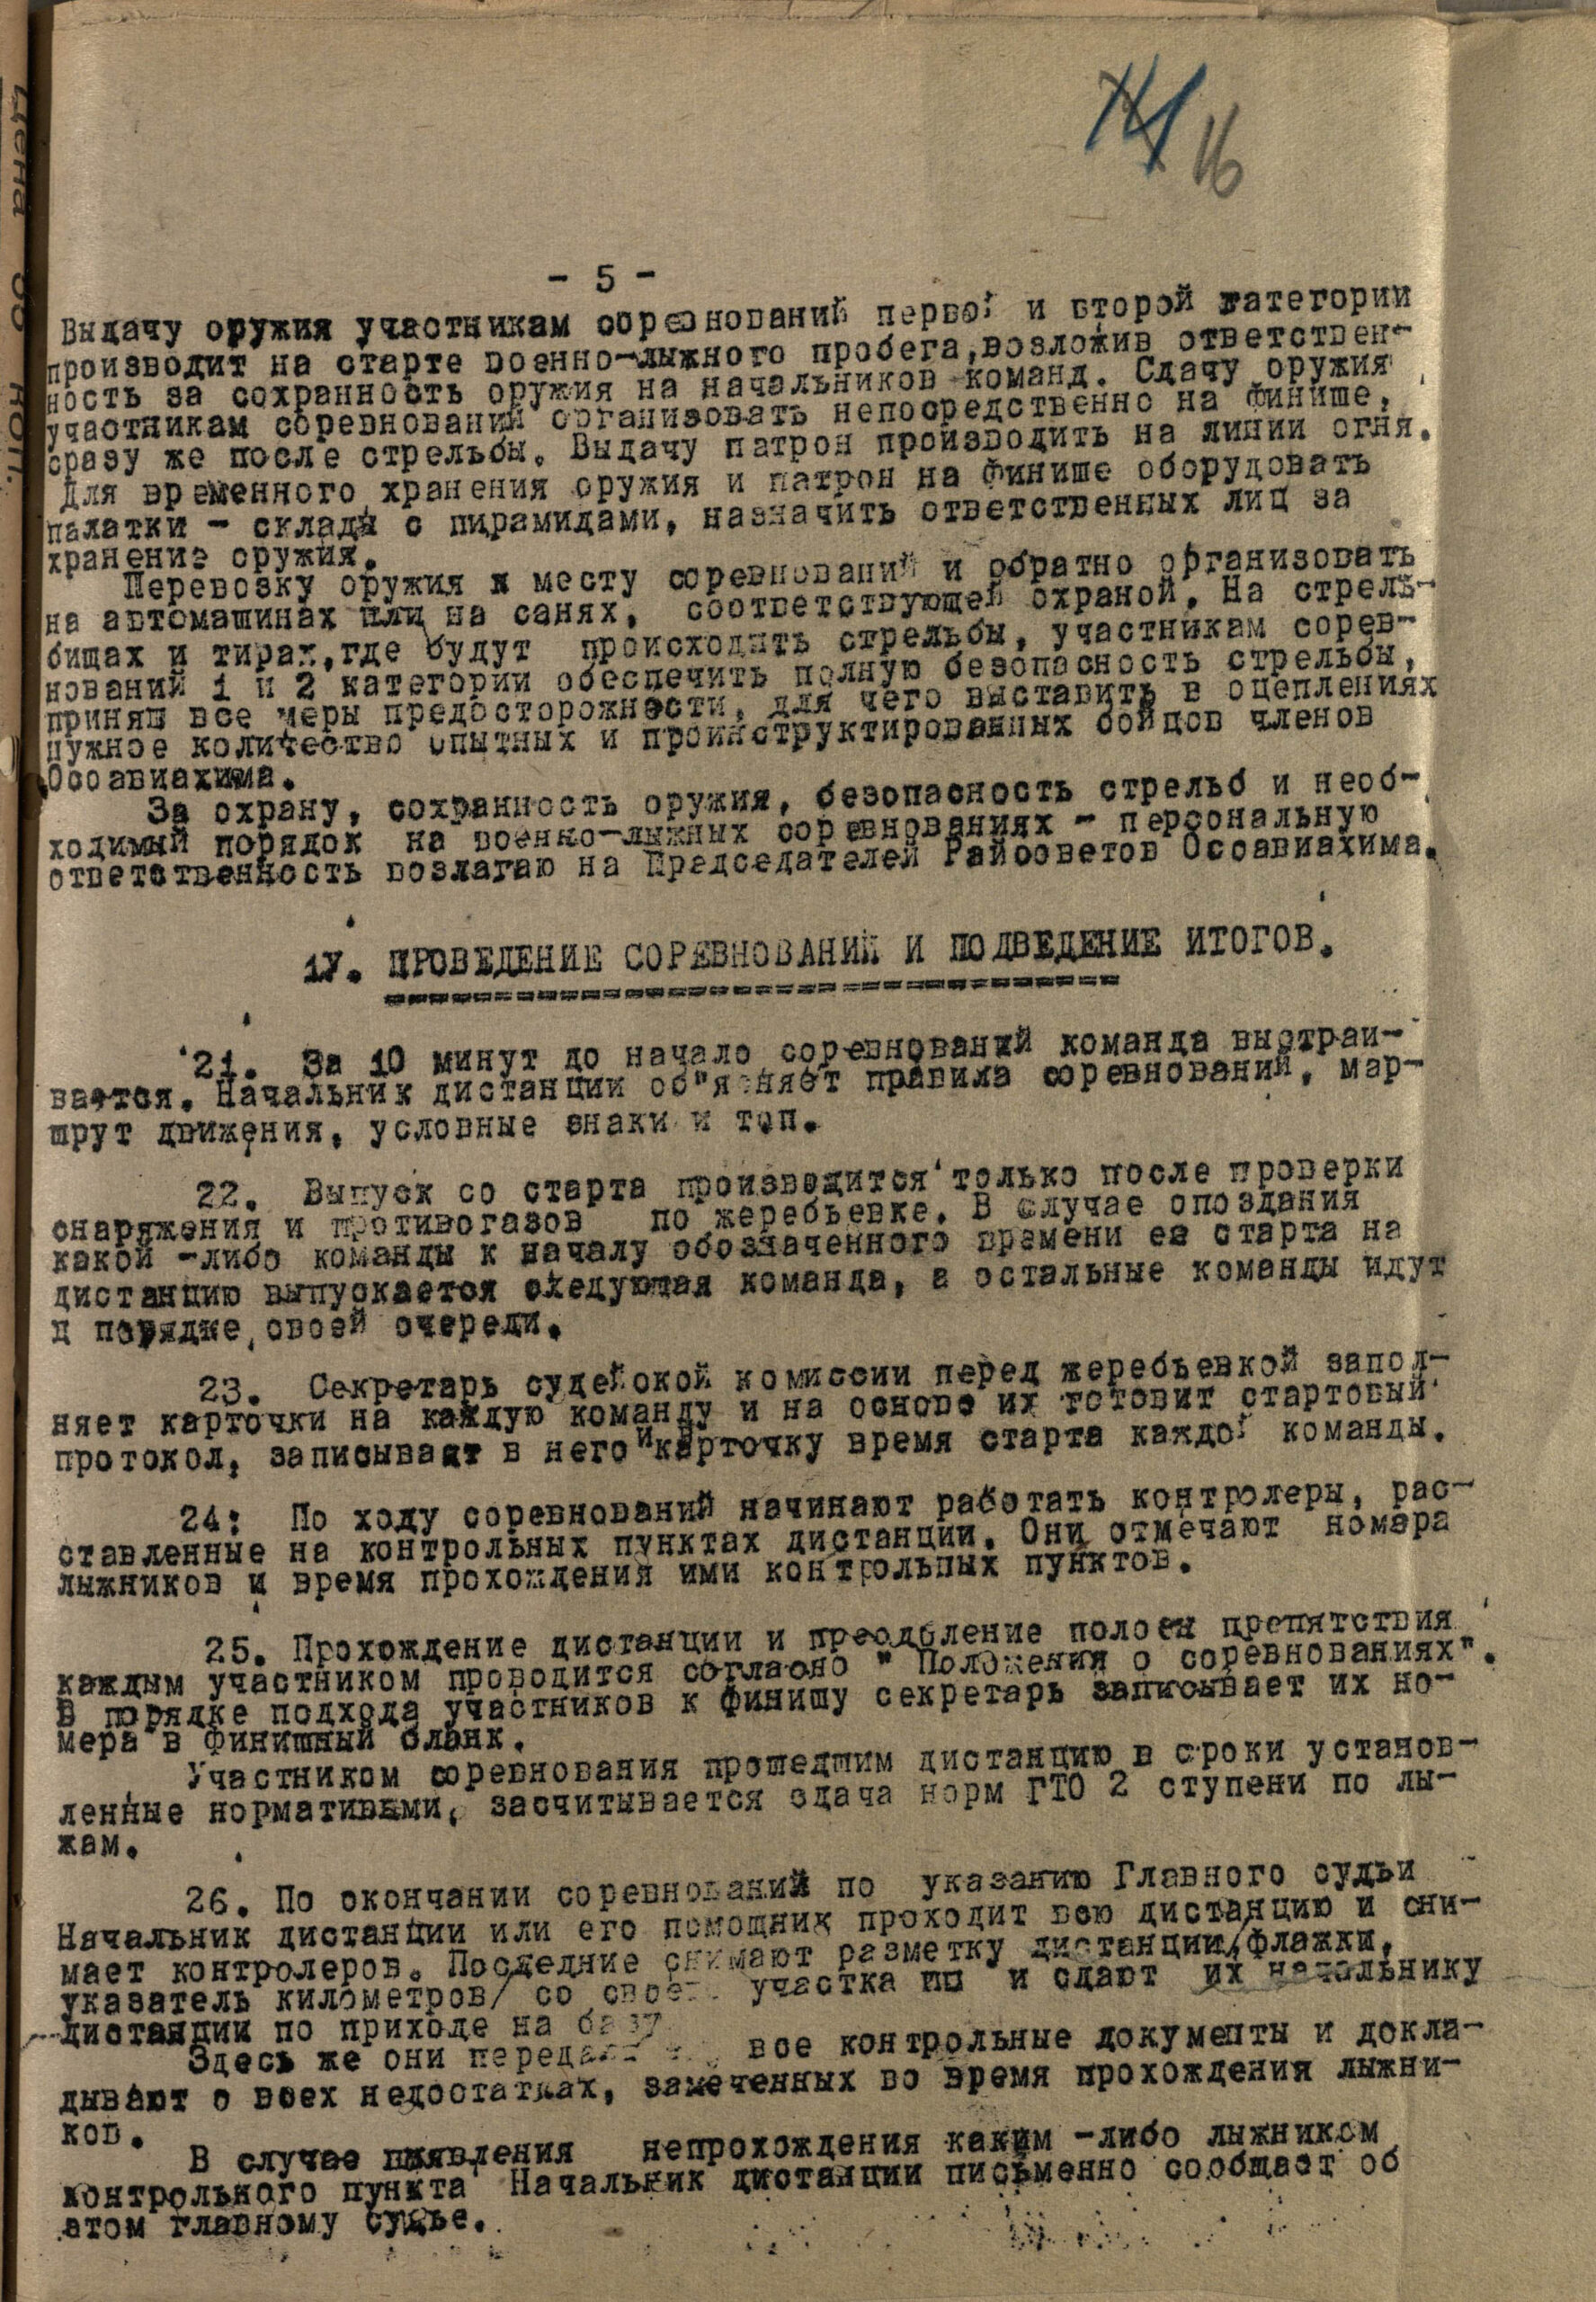 16
- 5 -
Выдачу оружия участникам соревнований первой и второй категории
производит на старте военно-лыжного пробега,возложив ответствен-
ность за сохранность оружия на начальников команд. Сдачу оружия
участникам соревнований организовать непосредственно на финише,
сразу же после стрельбы. Выдачу патрон производить на линии огня.
Для временного хранения оружия и патрон на финише оборудовать
палатки - склады с пирамидами, назначить ответственных лиц за
хранение оружия.
Перевозку оружия к месту соревнований и обратно организовать
на автомашинах или на санях, соответствующей охраной. На стрель-
бищах и тирах,где будут происходить стрельбы, участникам сорев-
нований 1 и 2 категории обеспечить полную безопасность стрельбы,
приняв все меры предосторожности, для чего выставить в оцеплениях
нужное количество опытных и проинструктированных бойцов членов
Осоавиахима.
За охрану, сохранность оружия, безопасность стрельб и необ-
ходимый порядок на военно-лыжных соревнованиях - персональную
ответственность возлагаю на Председателей Райсоветов Осоавиахима.
1У. ПРОВЕДЕНИЕ СОРЕВНОВАНИЙ И ПОДВЕДЕНИЕ ИТОГОВ.
21. За 10 минут до начало соревнований команда выстраи-
вается. Начальник дистанции об"ясняет правила соревнований, мар-
шрут движения, условные знаки и топ.
22. Выпуск со старта производится только после проверки
снаряжения и противогазов по жеребьевке. В случае опоздания
какой -либо команды к началу обозначенного времени ее старта на
дистанцию выпускается следующая команда, а остальные команды идут
в порядке своей очереди.
23. Секретарь судейской комиссии перед жеребьевкой запол-
няет карточки на каждую команду и на основе их готовит стартовый
протокол, записывает в него и в карточку время старта каждой команды.
24: По ходу соревнований начинают работать контролеры, рас-
ставленные на контрольных пунктах дистанции. Они отмечают номера
лыжников и время прохождения ими контрольных пунктов.
25. Прохождение дистанции и преодоление полосы препятствия
каждым участником проводится согласно " Положения о соревнованиях".
В порядке подхода участников к финишу секретарь записывает их но-
мера в финишный бланк.
Участником соревнования прошедшим дистанцию в сроки установ-
ленные нормативами, засчитывается сдача норм ГТО 2 ступени по лы-
жам.
26. По окончании соревнований по указанию Главного судьи
Начальник дистанции или его помощник проходит всю дистанцию и сни-
мает контролеров. Последние снимают разметку дистанции/флажки,
указатель километров/ со своего участка пп и сдают их начальнику
дистанции по приходе на базу
Здесь же они передают все контрольные документы и докла-
дывают о всех недостатках, замеченных во время прохождения лыжни-
ков.
В случае появления непрохождения каким -либо лыжником
контрольного пункта Начальник дистанции письменно сообщает об
этом главному судье.